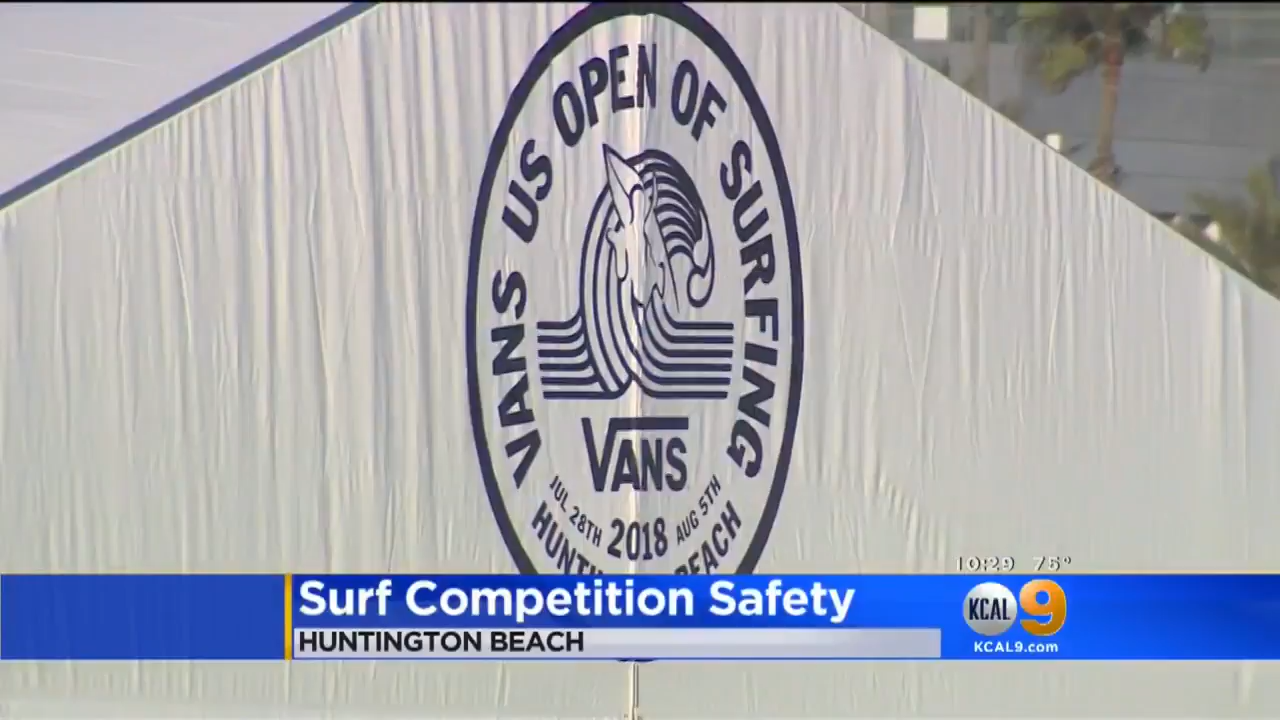 VANS US OPEN OF SURFING
VANS
JUL 28TH 2018 AUG 5TH
BEACH
10:29 75°
Surf Competition Safety
HUNTINGTON BEACH
KCAL 9
KCAL9.com